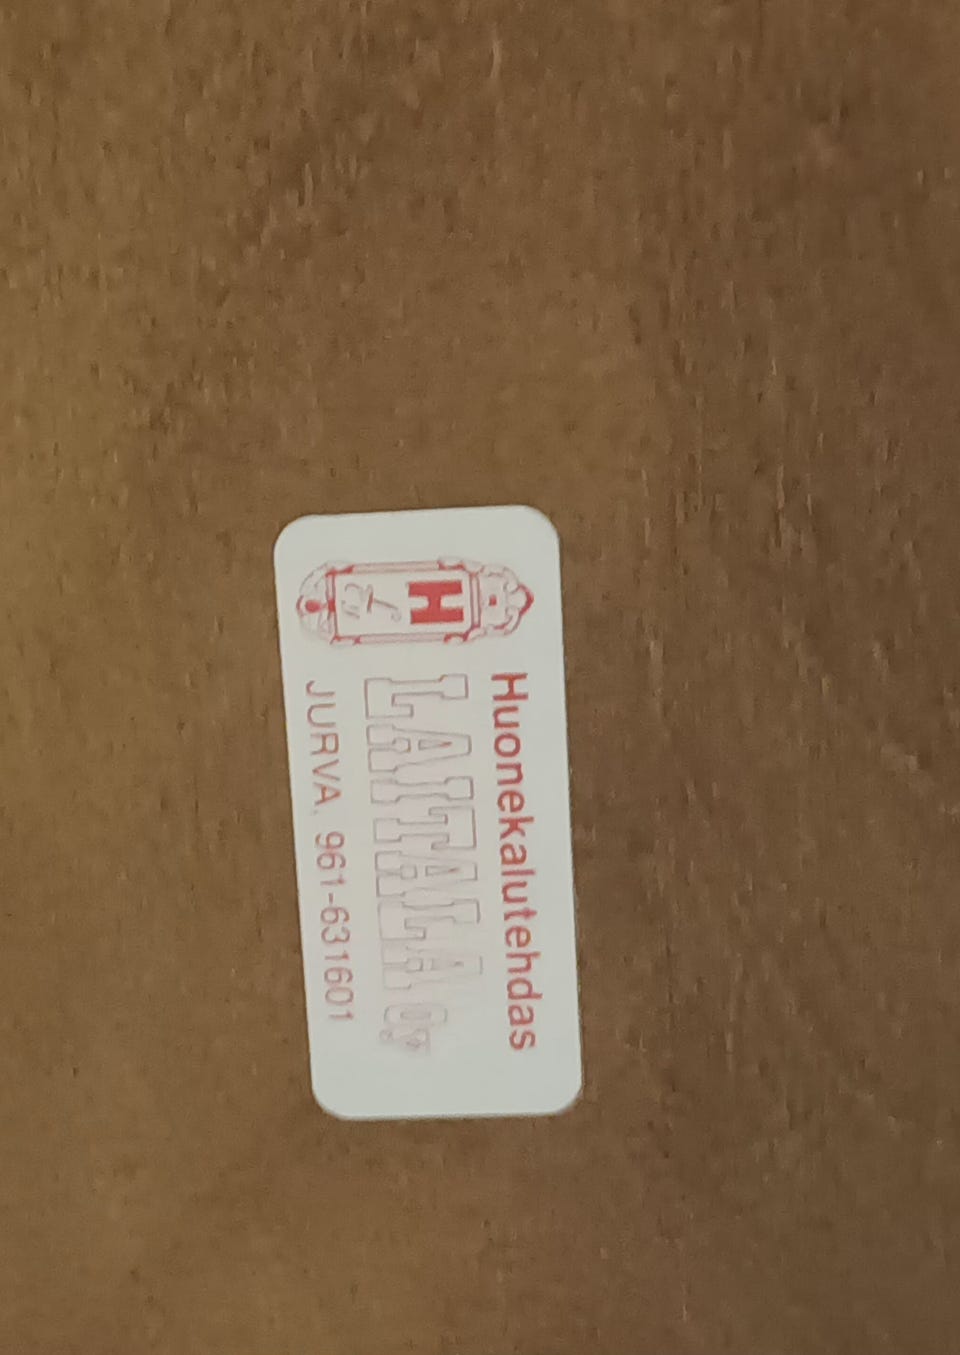 H
Huonekalutehdas
LAITALA Oy
JURVA. 961-631601